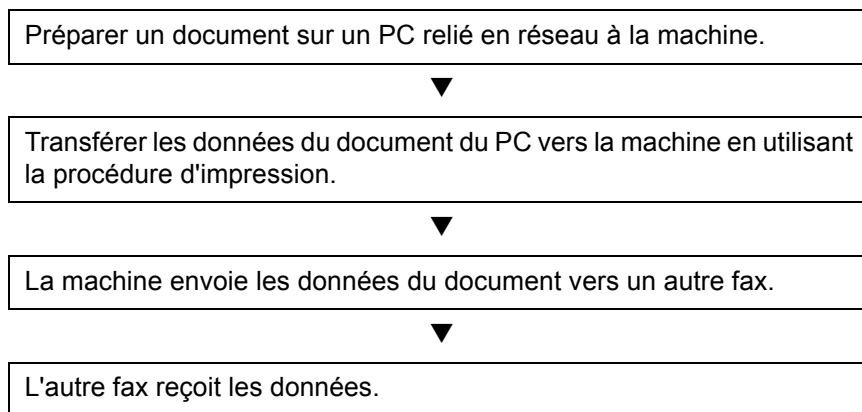 Préparer un document sur un PC relié en réseau à la machine.
Transférer les données du document du PC vers la machine en utilisant
la procédure d'impression.
La machine envoie les données du document vers un autre fax.
L'autre fax reçoit les données.